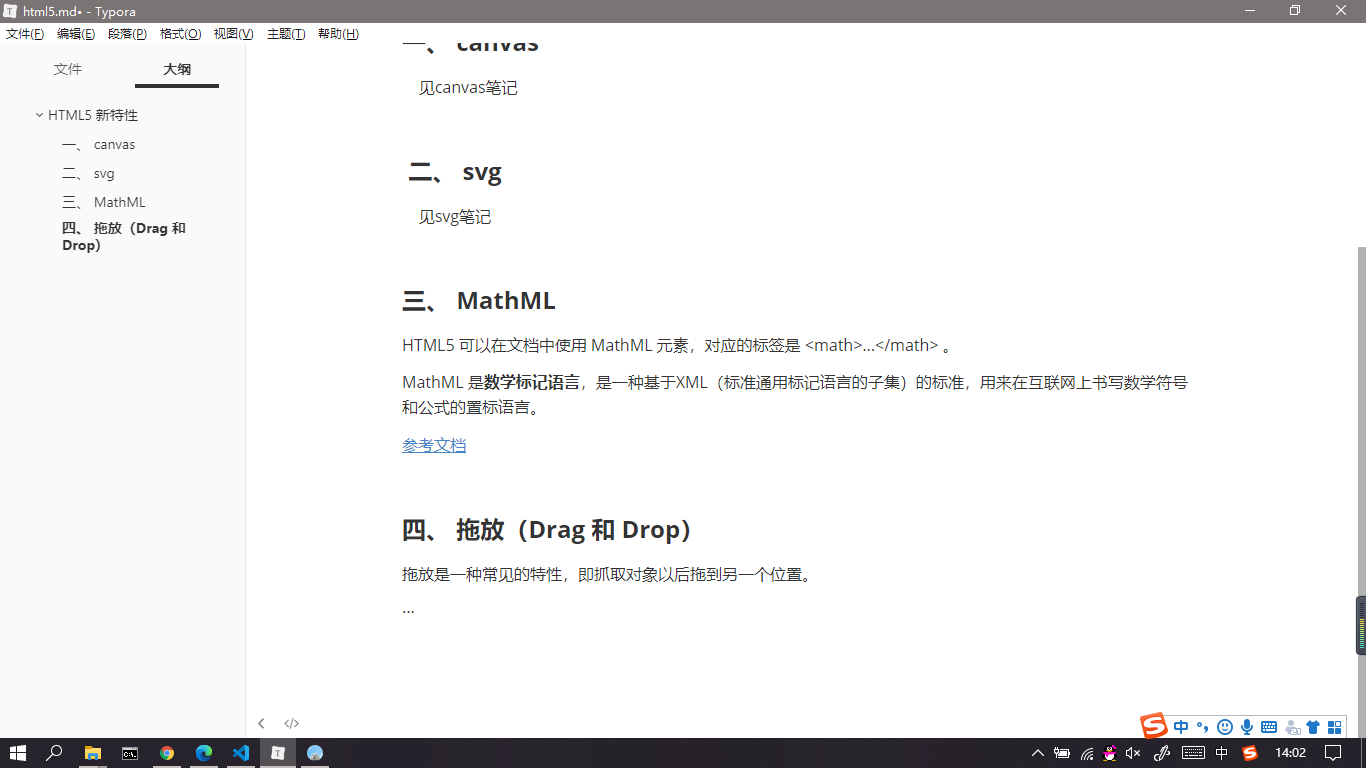 html5.md• - Typora
文件(F) 编辑(E) 段落(P) 格式(O) 视图(V) 主题(T) 帮助(H)
文件 大纲
HTML5 新特性
一、 canvas
二、 svg
三、 MathML
四、 拖放（Drag 和
Drop）
一、 canvas
见canvas笔记
二、 svg
见svg笔记
三、 MathML
HTML5 可以在文档中使用 MathML 元素，对应的标签是 <math>...</math> 。
MathML 是数学标记语言，是一种基于XML（标准通用标记语言的子集）的标准，用来在互联网上书写数学符号
和公式的置标语言。
参考文档
四、 拖放（Drag 和 Drop）
拖放是一种常见的特性，即抓取对象以后拖到另一个位置。
...
中
中 14:02